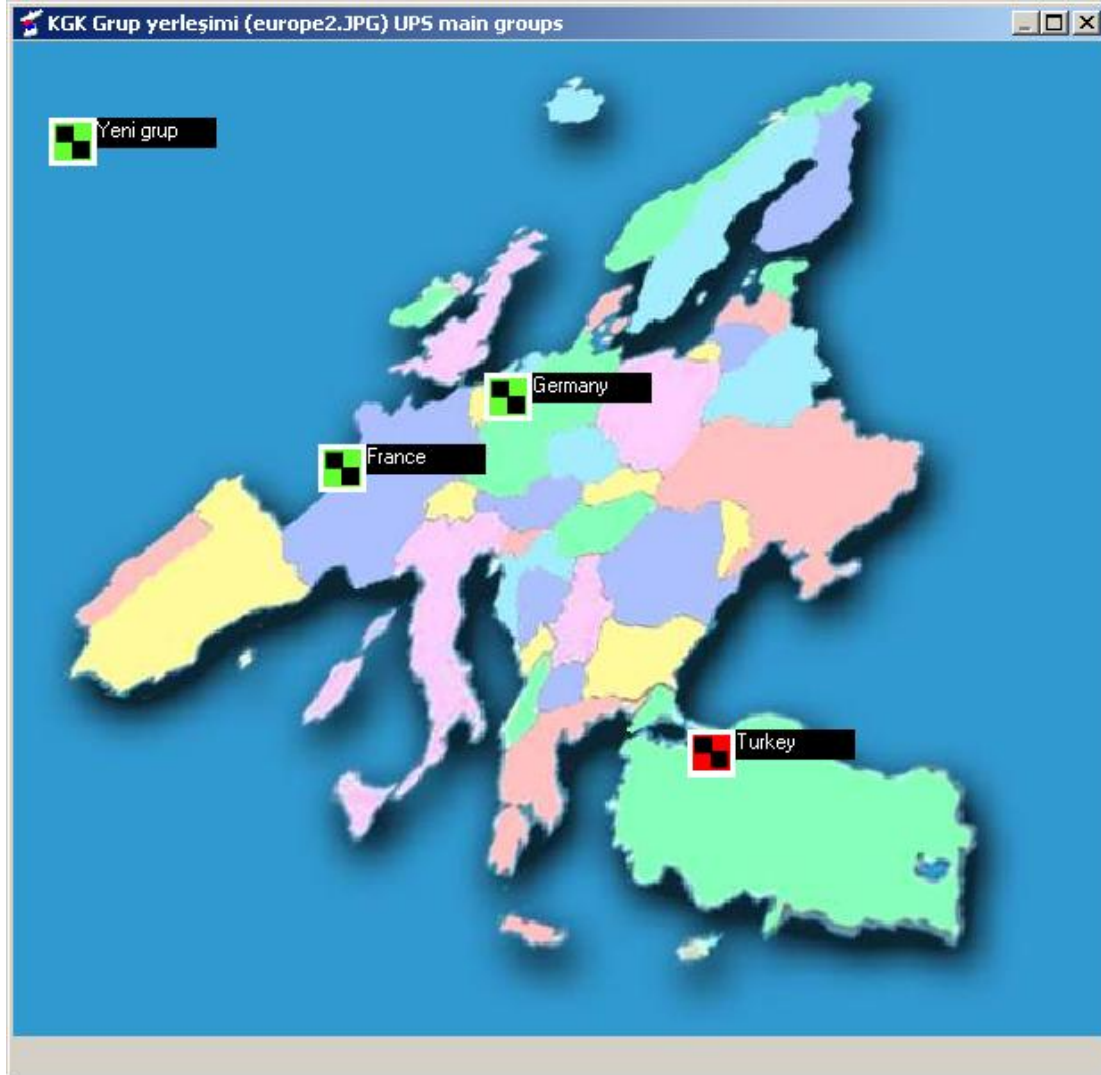 KGK Grup yerleşimi (europe2.JPG) UPS main groups
Yeni grup
Germany
France
Turkey